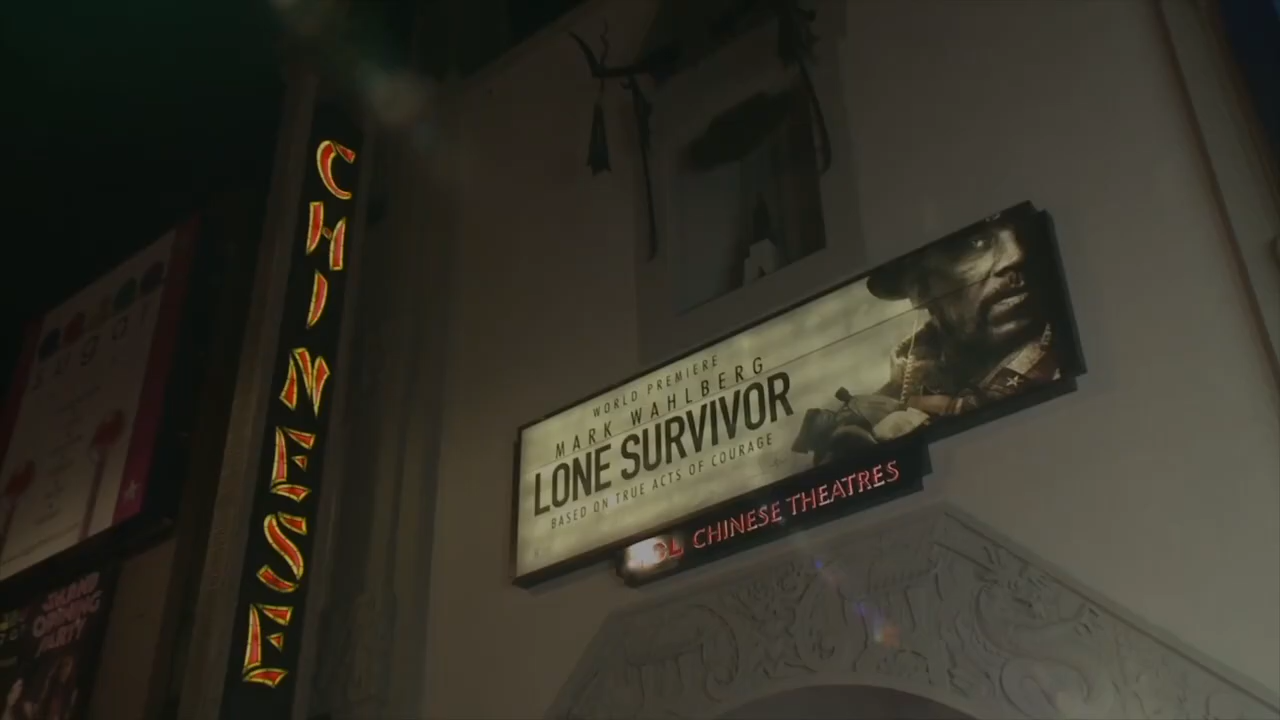 CHINESE
WORLD PREMIERE
MARK WAHLBERG
LONE SURVIVOR
BASED ON TRUE ACTS OF COURAGE
CHINESE THEATRES
GRAND
OPENING
PARTY